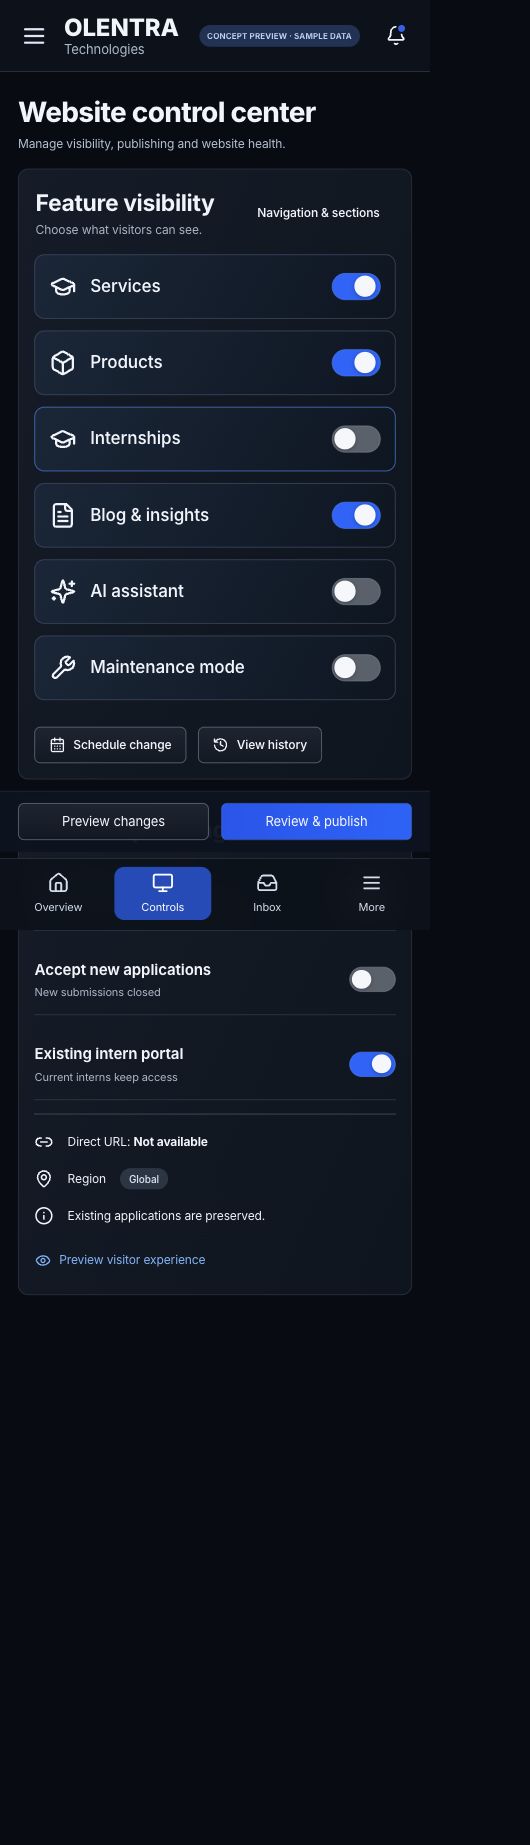 OLENTRA
Technologies
CONCEPT PREVIEW · SAMPLE DATA
Website control center
Manage visibility, publishing and website health.
Feature visibility
Choose what visitors can see.
Navigation & sections
Services
Products
Internships
Blog & insights
AI assistant
Maintenance mode
Schedule change
View history
Preview changes
Review & publish
Overview
Controls
Inbox
More
Accept new applications
New submissions closed
Existing intern portal
Current interns keep access
Direct URL: Not available
Region
Global
Existing applications are preserved.
Preview visitor experience